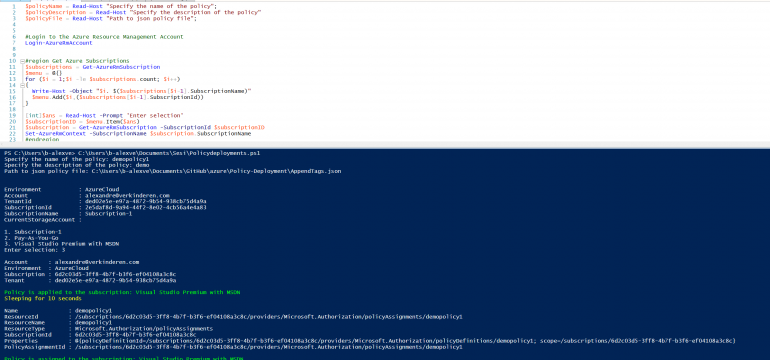 1 $policyName = Read-Host "Specify the name of the policy";
2 $policyDescription = Read-Host "Specify the description of the policy"
3 $policyFile = Read-Host "Path to json policy file";
4
5
6 #Login to the Azure Resource Management Account
7 Login-AzureRmAccount
8
9
10 #region Get Azure Subscriptions
11 $subscriptions = Get-AzureRmSubscription
12 $menu = @{}
13 for ($i = 1;$i -le $subscriptions.count; $i++)
14 {
15 Write-Host -Object "$i. $($subscriptions[$i-1].SubscriptionName)"
16 $menu.Add($i,($subscriptions[$i-1].SubscriptionId))
17 }
18
19 [int]$ans = Read-Host -Prompt 'Enter selection'
20 $subscriptionID = $menu.Item($ans)
21 $subscription = Get-AzureRmSubscription -SubscriptionId $subscriptionID
22 Set-AzureRmContext -SubscriptionName $subscription.SubscriptionName
23 #endregion
PS C:\Users\b-alexve> C:\Users\b-alexve\Documents\Sesii\Policydeployments.ps1
Specify the name of the policy: demopolicy1
Specify the description of the policy: demo
Path to json policy file: C:\Users\b-alexve\Documents\GitHub\azure\Policy-Deployment\AppendTags.json
Environment : AzureCloud
Account : alexandre@verkinderen.com
TenantId : ded02e5e-e97a-4872-9b54-938cb75d4a9a
SubscriptionId : 2e5daf8d-9a94-44f2-8e02-4cb56a4e4a83
SubscriptionName : Subscription-1
CurrentStorageAccount :
1. Subscription-1
2. Pay-As-You-Go
3. Visual Studio Premium with MSDN
Enter selection: 3
Account : alexandre@verkinderen.com
Environment : AzureCloud
Subscription : 6d2c03d5-3ff8-4b7f-b3f6-ef04108a3c8c
Tenant : ded02e5e-e97a-4872-9b54-938cb75d4a9a
Policy is applied to the subscription: Visual Studio Premium with MSDN
Sleeping for 10 seconds
Name : demopolicy1
ResourceId : /subscriptions/6d2c03d5-3ff8-4b7f-b3f6-ef04108a3c8c/providers/Microsoft.Authorization/policyAssignments/demopolicy1
ResourceName : demopolicy1
ResourceType : Microsoft.Authorization/policyAssignments
SubscriptionId : 6d2c03d5-3ff8-4b7f-b3f6-ef04108a3c8c
Properties : @{policyDefinitionId=/subscriptions/6d2c03d5-3ff8-4b7f-b3f6-ef04108a3c8c/providers/Microsoft.Authorization/policyDefinitions/demopolicy1; scope=/subscriptions/6d2c03d5-3ff8-4b7f-b3f6-ef04108a3c8c}
PolicyAssignmentId : /subscriptions/6d2c03d5-3ff8-4b7f-b3f6-ef04108a3c8c/providers/Microsoft.Authorization/policyAssignments/demopolicy1
Policy is assigned to the subscription: Visual Studio Premium with MSDN